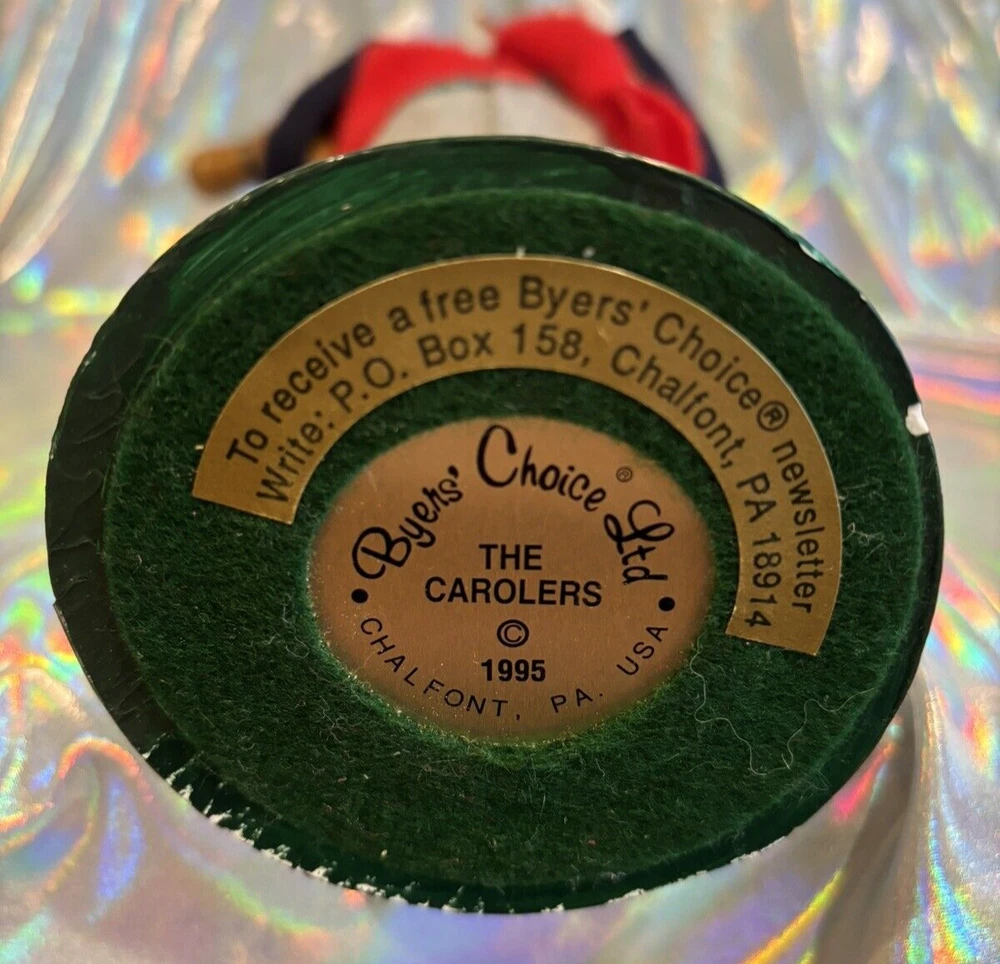 To receive a free Byers' Choice® newsletter
Write: P.O. Box 158, Chalfont, PA 18914
Byers' Choice® Ltd
THE
CAROLERS
©
1995
• CHALFONT, PA. USA •